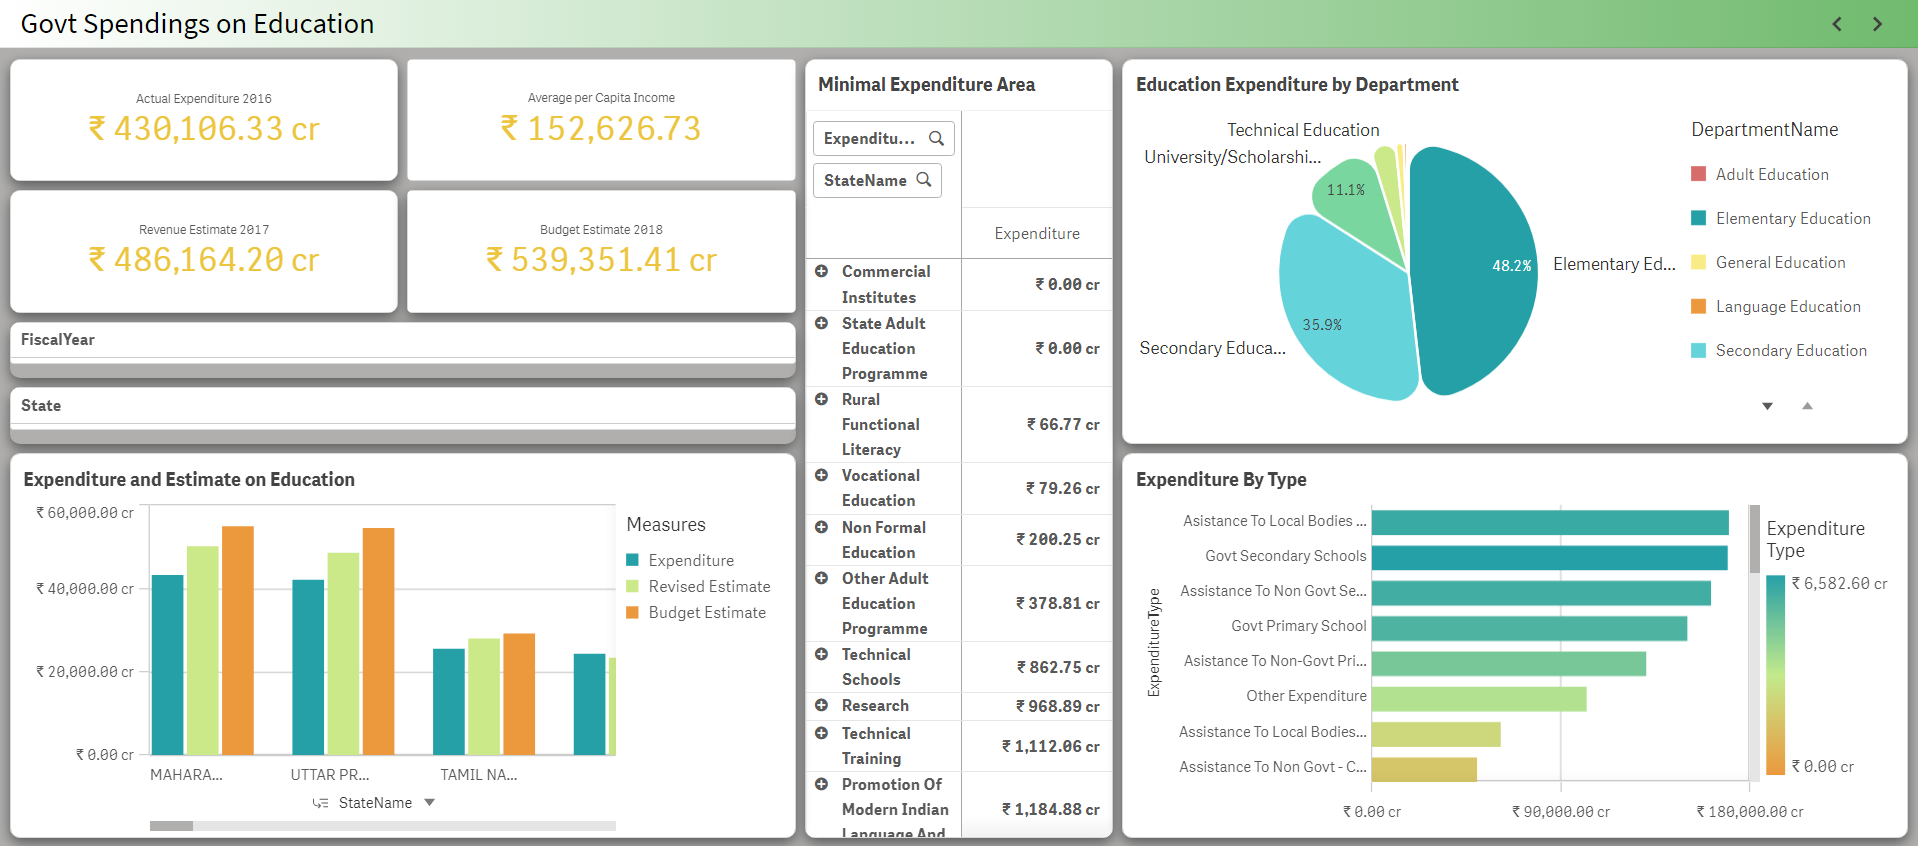 Govt Spendings on Education
Actual Expenditure 2016
₹ 430,106.33 cr
Average per Capita Income
₹ 152,626.73
Revenue Estimate 2017
₹ 486,164.20 cr
Budget Estimate 2018
₹ 539,351.41 cr
FiscalYear
State
Expenditure and Estimate on Education
₹ 60,000.00 cr
₹ 40,000.00 cr
₹ 20,000.00 cr
₹ 0.00 cr
MAHARA...
UTTAR PR...
TAMIL NA...
StateName
Measures
Expenditure
Revised Estimate
Budget Estimate
Minimal Expenditure Area
Expenditu...
StateName
Expenditure
Commercial
Institutes
₹ 0.00 cr
State Adult
Education
Programme
₹ 0.00 cr
Rural
Functional
Literacy
₹ 66.77 cr
Vocational
Education
₹ 79.26 cr
Non Formal
Education
₹ 200.25 cr
Other Adult
Education
Programme
₹ 378.81 cr
Technical
Schools
₹ 862.75 cr
Research
₹ 968.89 cr
Technical
Training
₹ 1,112.06 cr
Promotion Of
Modern Indian
Language And
₹ 1,184.88 cr
Education Expenditure by Department
Technical Education
University/Scholarshi...
11.1%
48.2%
Elementary Ed...
35.9%
Secondary Educa...
DepartmentName
Adult Education
Elementary Education
General Education
Language Education
Secondary Education
Expenditure By Type
ExpenditureType
Asistance To Local Bodies ...
Govt Secondary Schools
Assistance To Non Govt Se...
Govt Primary School
Asistance To Non-Govt Pri...
Other Expenditure
Assistance To Local Bodies...
Assistance To Non Govt - C...
₹ 0.00 cr
₹ 90,000.00 cr
₹ 180,000.00 cr
Expenditure
Type
₹ 6,582.60 cr
₹ 0.00 cr